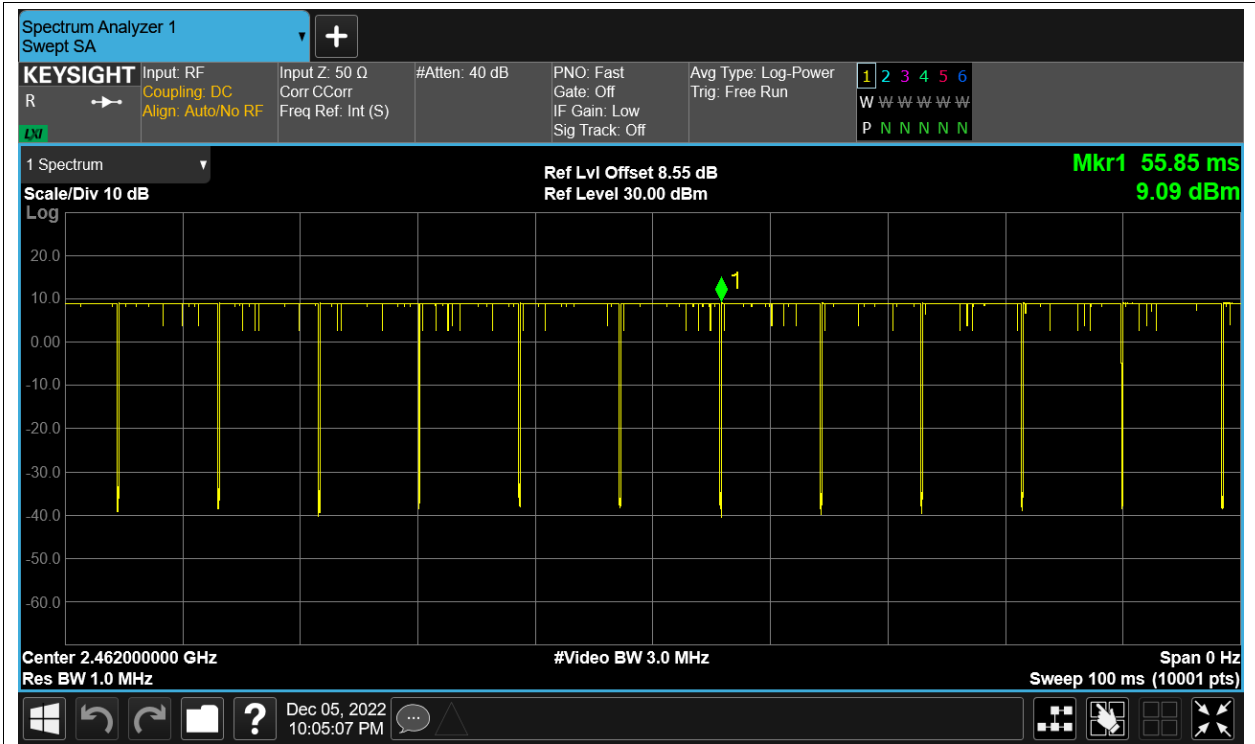 Spectrum Analyzer 1
Swept SA
KEYSIGHT
R
LXI
Input: RF
Coupling: DC
Align: Auto/No RF
Input Z: 50 Ω
Corr CCorr
Freq Ref: Int (S)
#Atten: 40 dB
PNO: Fast
Gate: Off
IF Gain: Low
Sig Track: Off
Avg Type: Log-Power
Trig: Free Run
1 2 3 4 5 6
W W W W W W
P N N N N N
1 Spectrum
Scale/Div 10 dB
Ref Lvl Offset 8.55 dB
Ref Level 30.00 dBm
Mkr1 55.85 ms
9.09 dBm
Log
20.0
10.0
0.00
-10.0
-20.0
-30.0
-40.0
-50.0
-60.0
1
Center 2.462000000 GHz
Res BW 1.0 MHz
#Video BW 3.0 MHz
Span 0 Hz
Sweep 100 ms (10001 pts)
?
Dec 05, 2022
10:05:07 PM